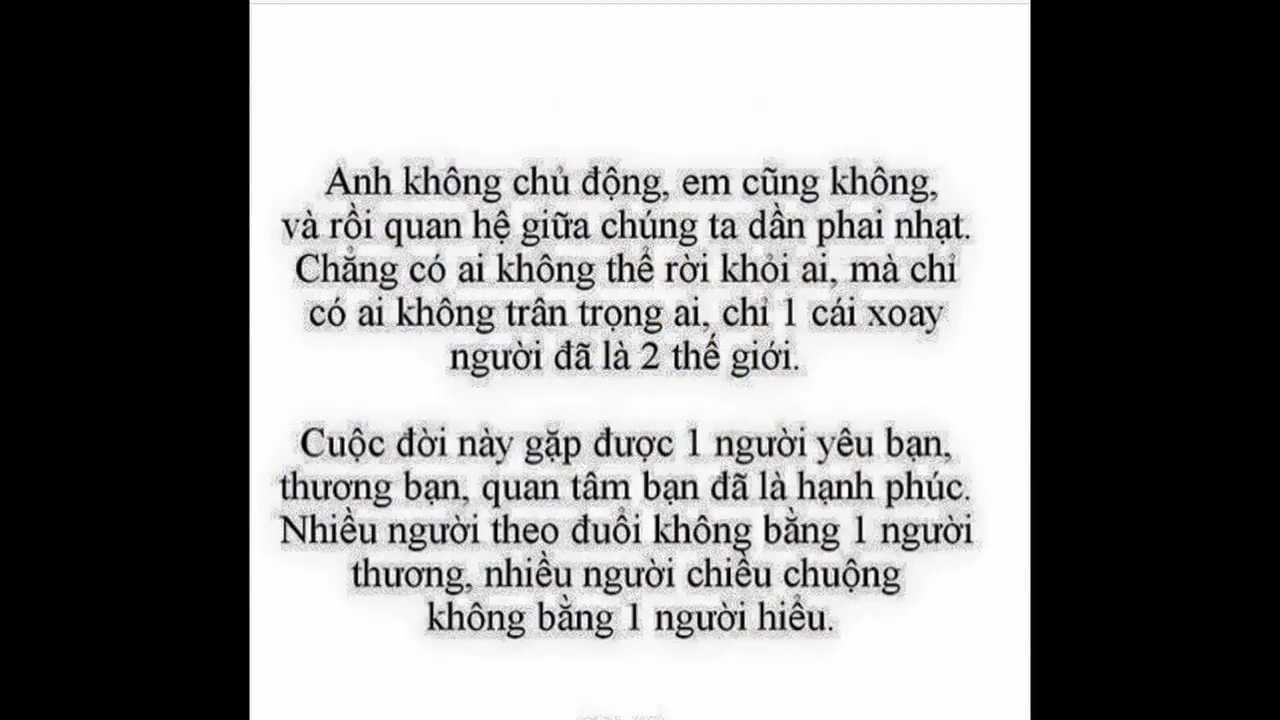 Anh không chủ động, em cũng không,
và rồi quan hệ giữa chúng ta dần phai nhạt.
Chẳng có ai không thể rời khỏi ai, mà chỉ
có ai không trân trọng ai, chỉ 1 cái xoay
người đã là 2 thế giới.
Cuộc đời này gặp được 1 người yêu bạn,
thương bạn, quan tâm bạn đã là hạnh phúc.
Nhiều người theo đuổi không bằng 1 người
thương, nhiều người chiều chuộng
không bằng 1 người hiểu.